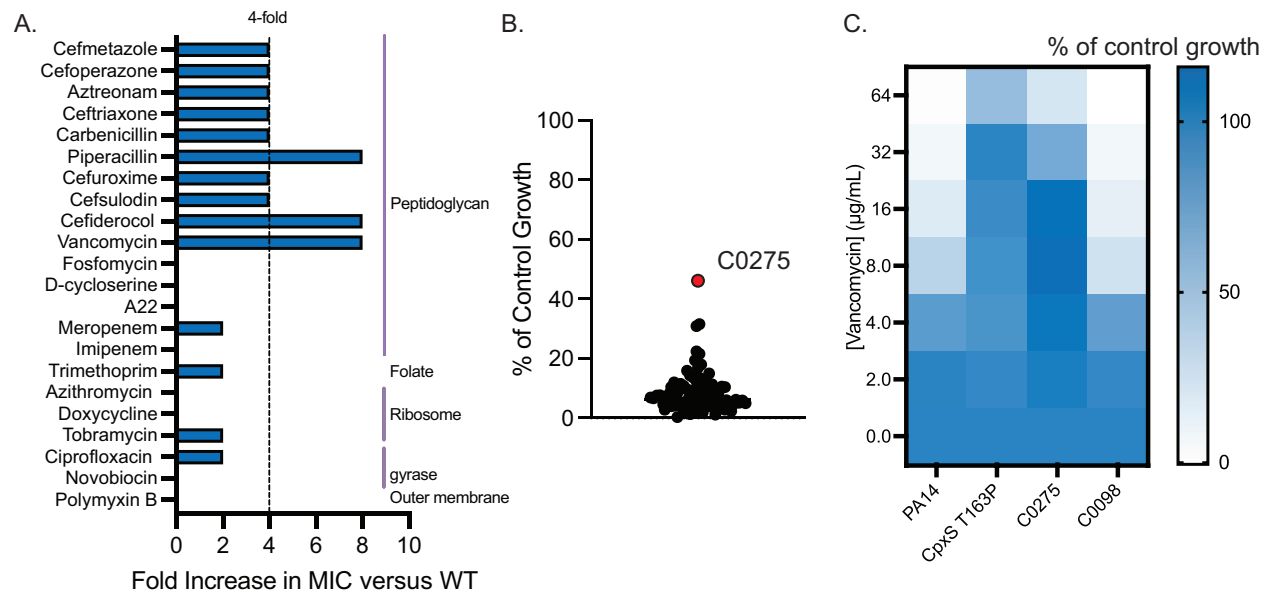 A.
4-fold
Cefmetazole
Cefoperazone
Aztreonam
Ceftriaxone
Carbenicillin
Piperacillin
Cefuroxime
Cefsulodin
Cefiderocol
Vancomycin
Fosfomycin
D-cycloserine
A22
Meropenem
Imipenem
Trimethoprim
Azithromycin
Doxycycline
Tobramycin
Ciprofloxacin
Novobiocin
Polymyxin B
Peptidoglycan
Folate
Ribosome
gyrase
Outer membrane
0 2 4 6 8 10
Fold Increase in MIC versus WT
B.
% of Control Growth
100
80
60
40
20
0
C0275
C.
% of control growth
[Vancomycin] (µg/mL)
64
32
16
8.0
4.0
2.0
0.0
PA14
CpxS T163P
C0275
C0098
100
50
0